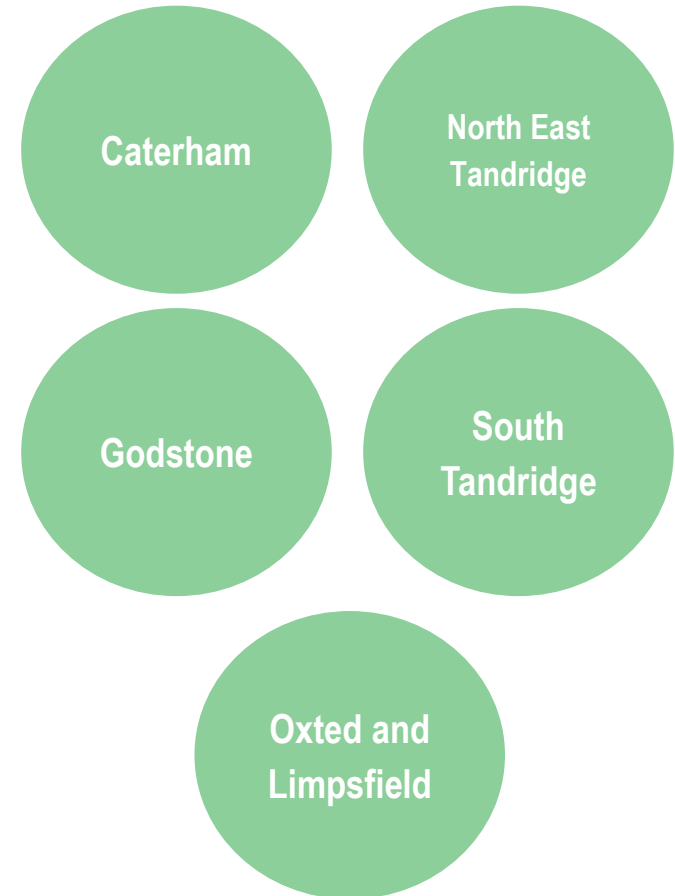 Caterham
North East
Tandridge
Godstone
South
Tandridge
Oxted and
Limpsfield